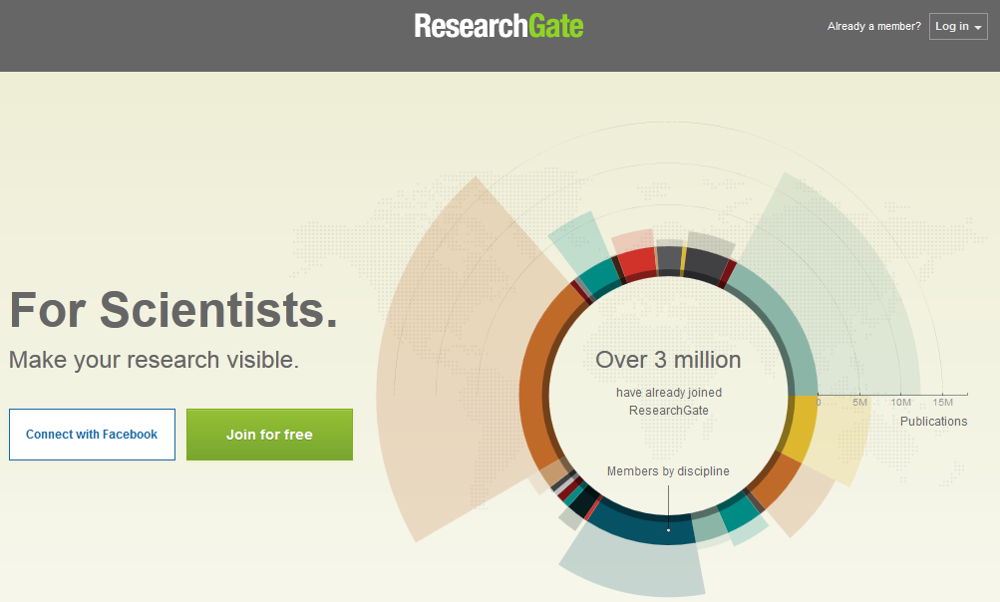 ResearchGate
Already a member?
Log in
For Scientists.
Make your research visible.
Connect with Facebook
Join for free
Over 3 million
have already joined
ResearchGate
0 5M 10M 15M
Publications
Members by discipline